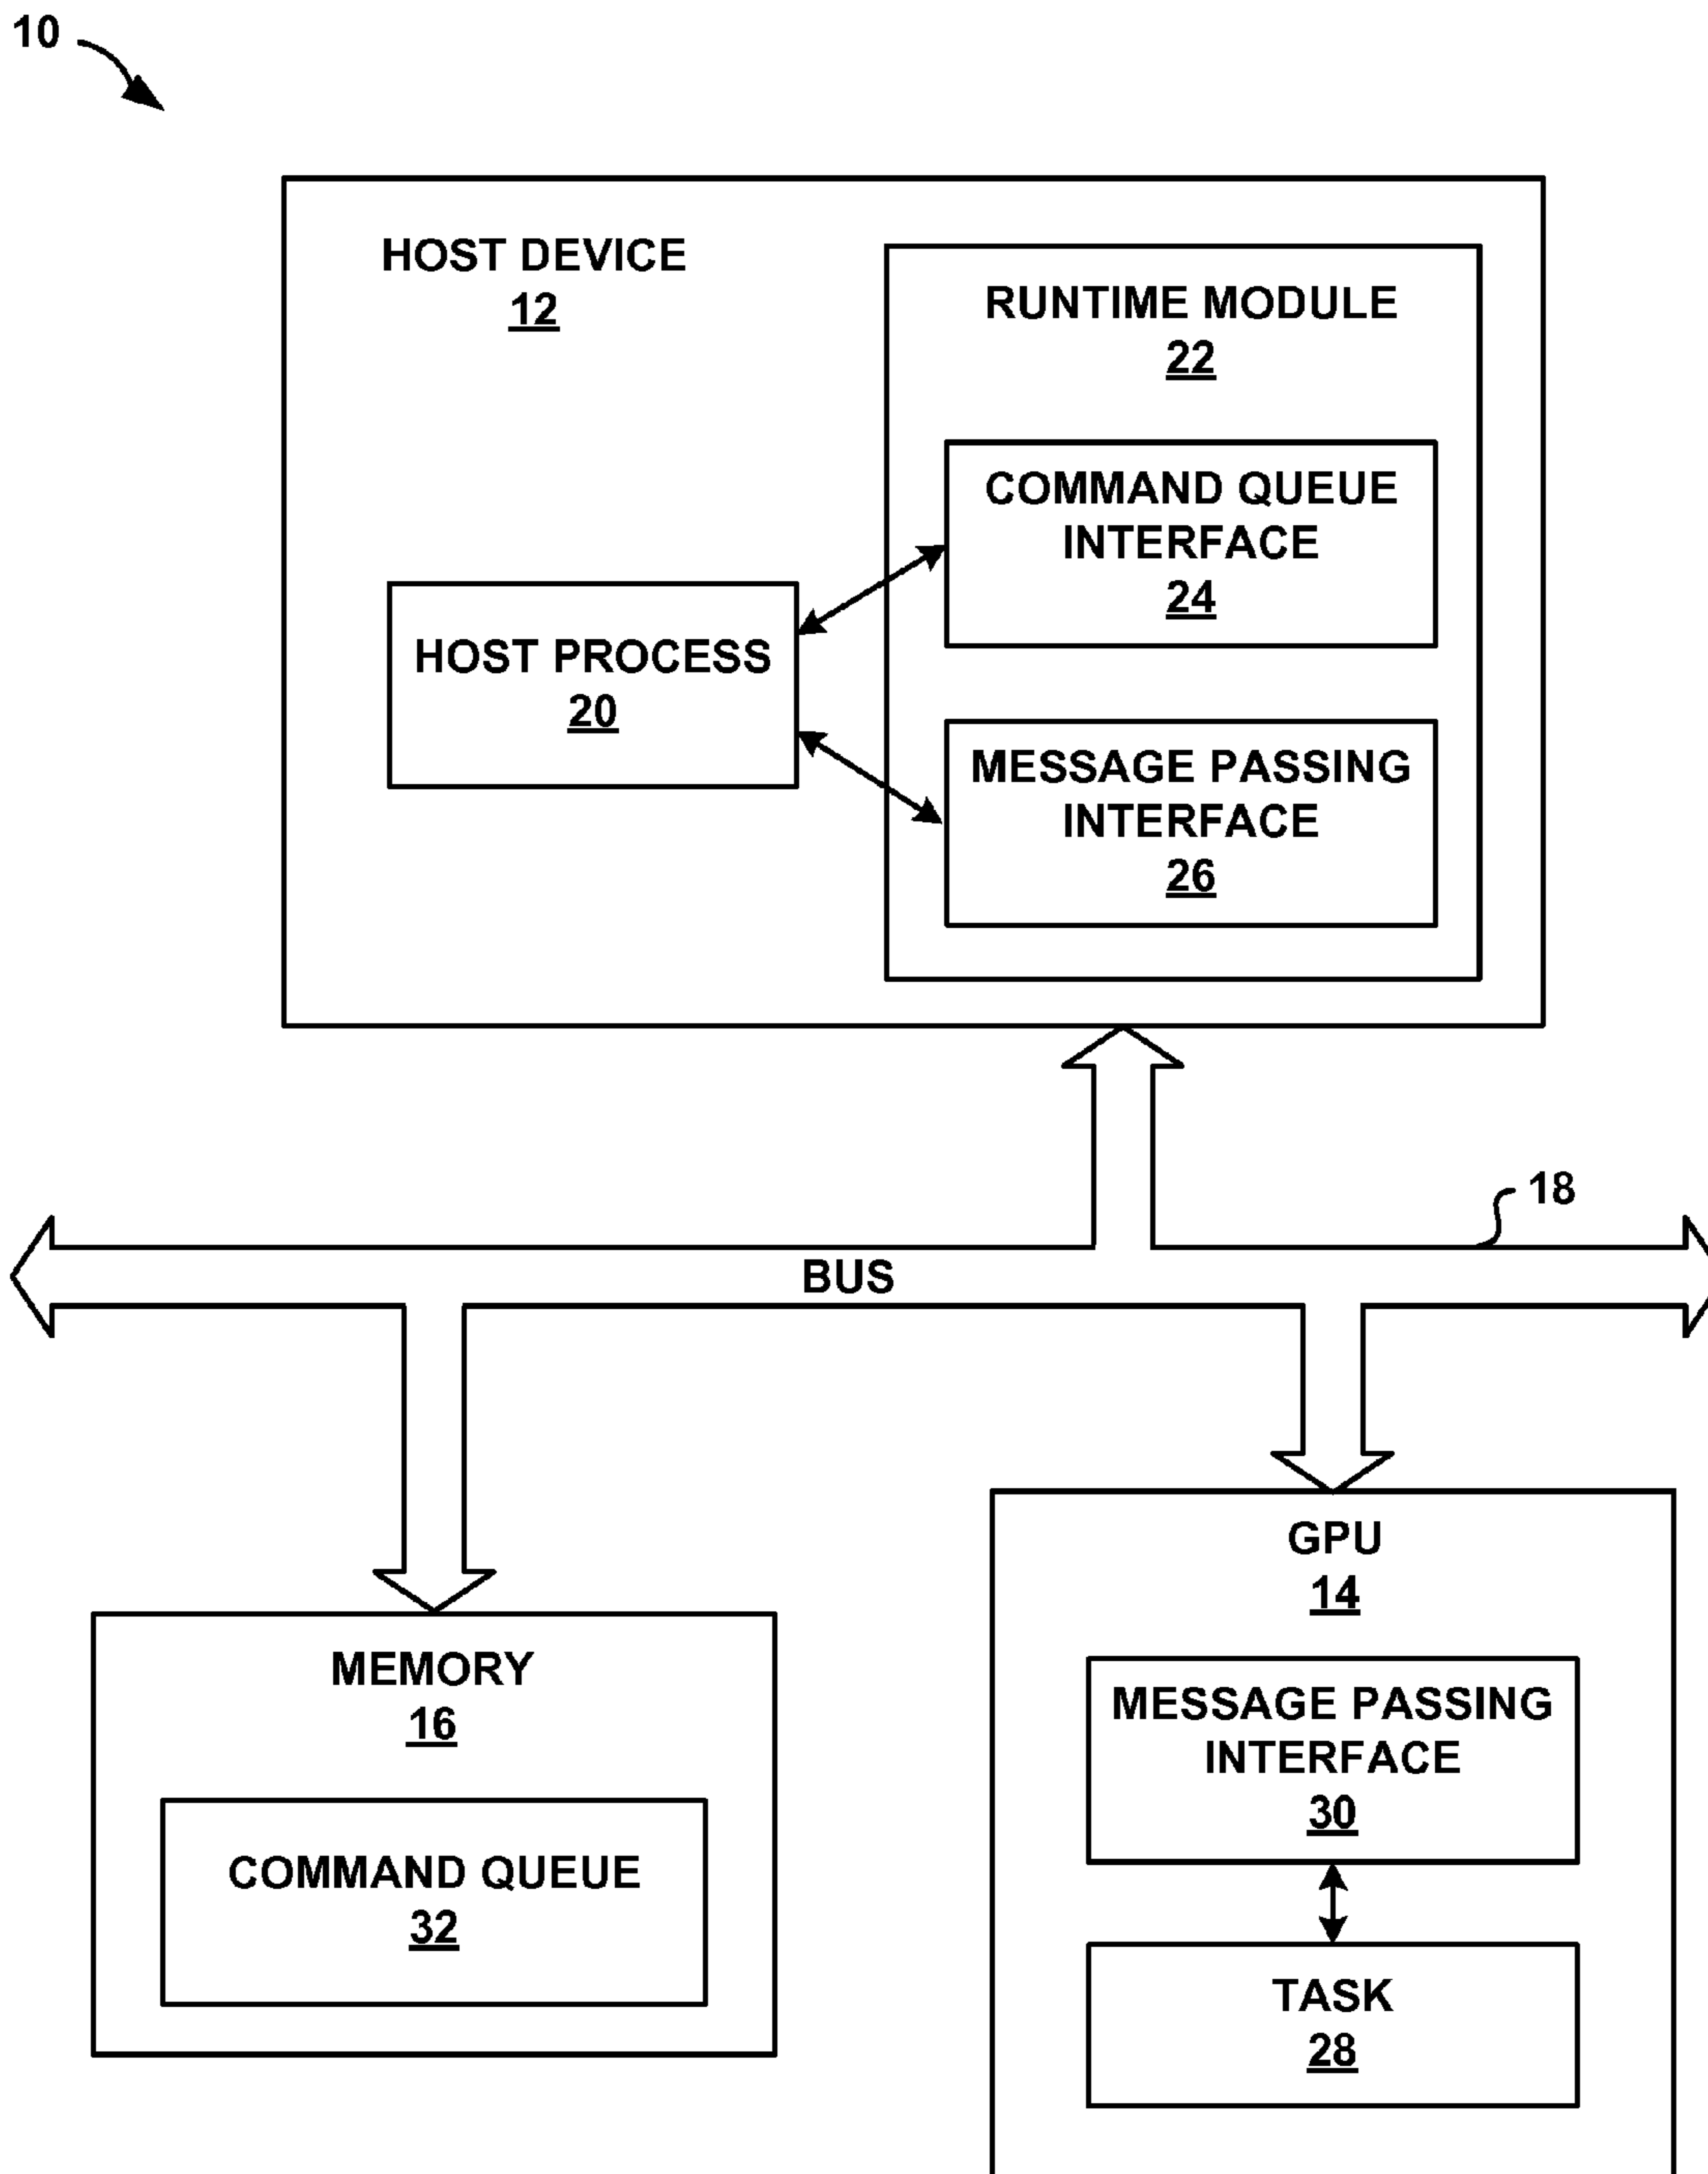 10
HOST DEVICE
12
RUNTIME MODULE
22
COMMAND QUEUE
INTERFACE
24
HOST PROCESS
20
MESSAGE PASSING
INTERFACE
26
18
BUS
GPU
14
MEMORY
16
MESSAGE PASSING
INTERFACE
30
COMMAND QUEUE
32
TASK
28